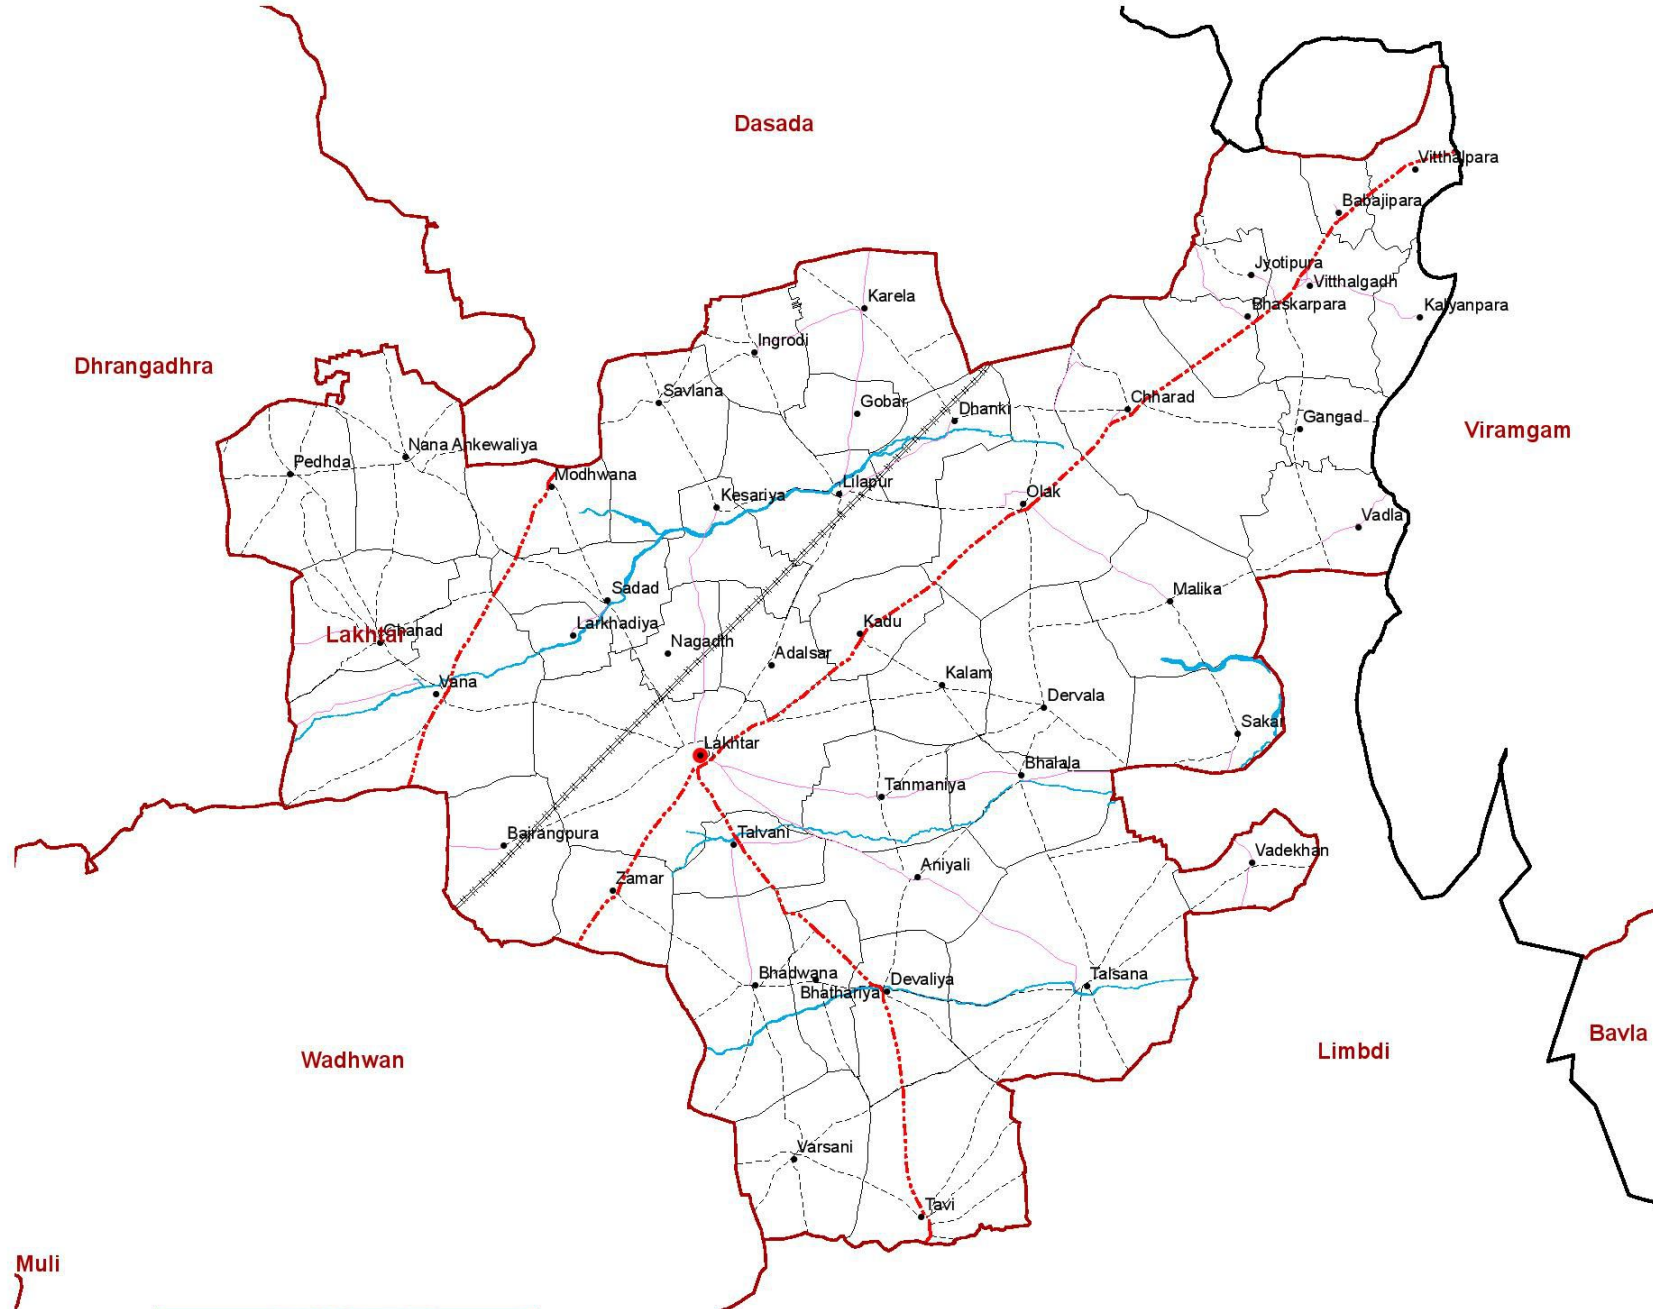 Dasada
Vitthalpara
Babajipara
Jyotipura
Vitthalgadh
Karela
Bhaskarpara
Kalyanpara
Ingrodi
Dhrangadhra
Savlana
Gobar
Dhanki
Chharad
Gangad
Viramgam
Nana Ankewaliya
Pedhda
Modhwana
Kesariya
Lilapur
Olak
Vadla
Sadad
Malika
Larkhadiya
Kadu
Ghanad
Lakhtar
Nagadth
Adalsar
Kalam
Vana
Dervala
Sakar
Lakhtar
Bhalala
Tanmaniya
Bajrangpura
Talvani
Vadekhan
Aniyali
Zamar
Bhadwana
Devaliya
Talsana
Bhathariya
Bavla
Limbdi
Wadhwan
Varsani
Tavi
Muli